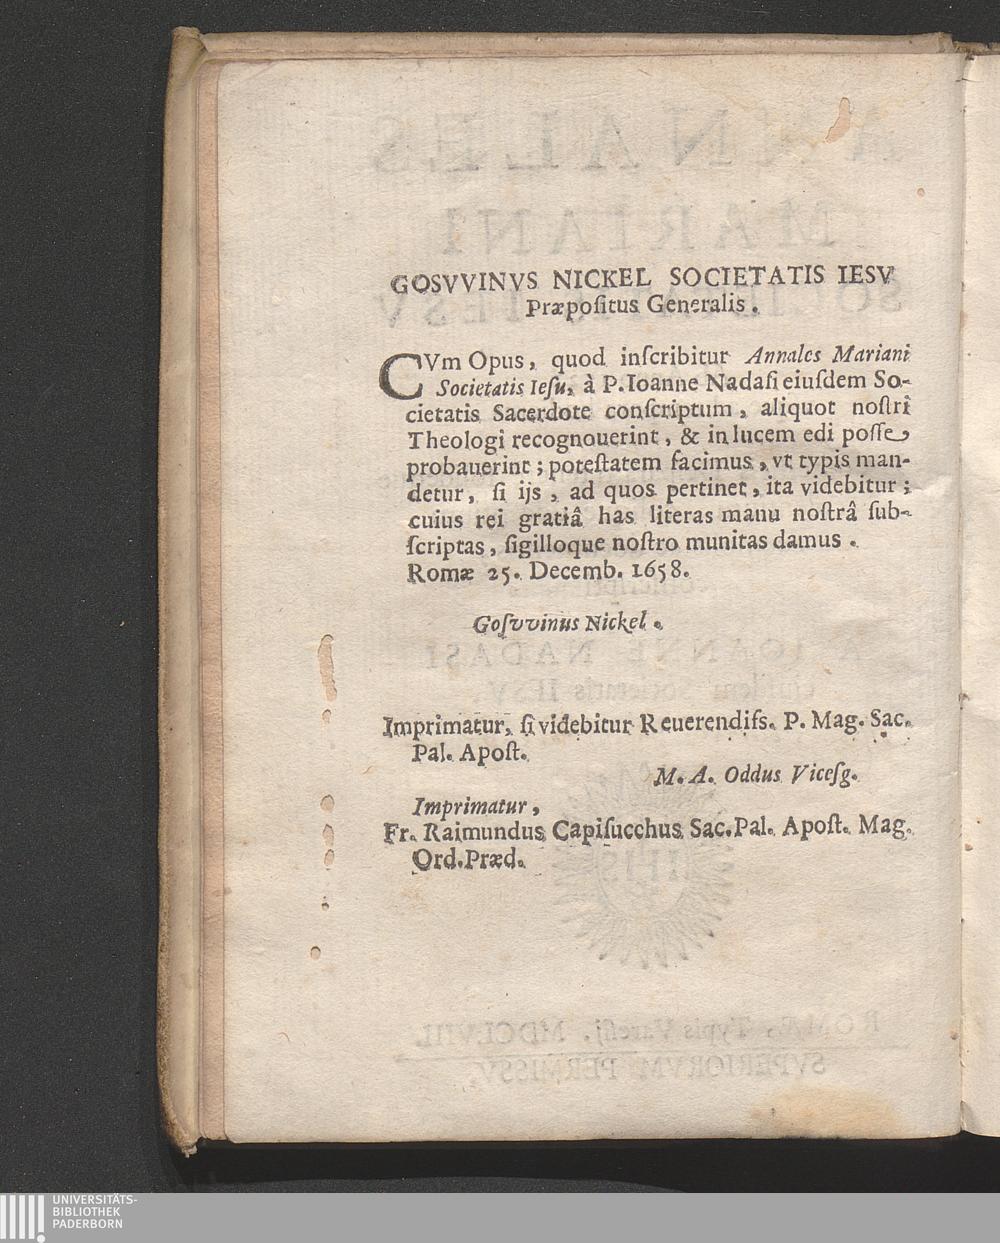 GOSVVINVS NICKEL SOCIETATIS IESV
Præpoſitus Generalis.
CVm Opus, quod inſcribitur Annales Mariani
Societatis Ieſu, à P. Ioanne Nadaſi eiuſdem So-
cietatis Sacerdote conſcriptum, aliquot noſtri
Theologi recognouerint, & in lucem edi poſſe
probauerint; poteſtatem facimus, vt typis man-
detur, ſi ijs, ad quos pertinet, ita videbitur;
cuius rei gratiâ has literas manu noſtrâ ſub-
ſcriptas, ſigilloque noſtro munitas damus.
Romæ 25. Decemb. 1658.
Goſvvinus Nickel.
Imprimatur, ſi videbitur Reuerendiſs. P. Mag. Sac.
Pal. Apoſt.
M. A. Oddus Viceſg.
Imprimatur,
Fr. Raimundus Capiſucchus Sac. Pal. Apoſt. Mag.
Ord. Præd.
UNIVERSITÄTS-
BIBLIOTHEK
PADERBORN